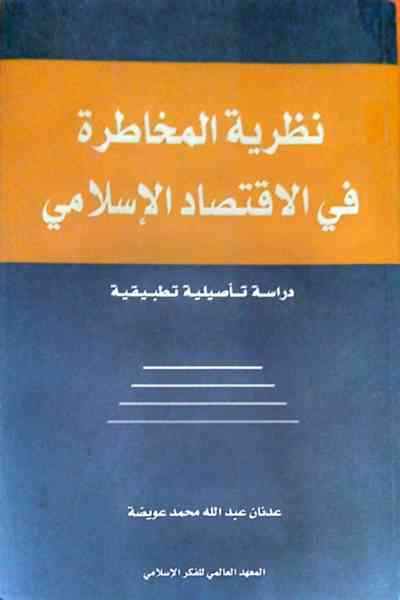 نظرية المخاطرة
في الاقتصاد الإسلامي
دراسة تأصيلية تطبيقية
عدنان عبد الله محمد عويضة
المعهد العالمي للفكر الإسلامي